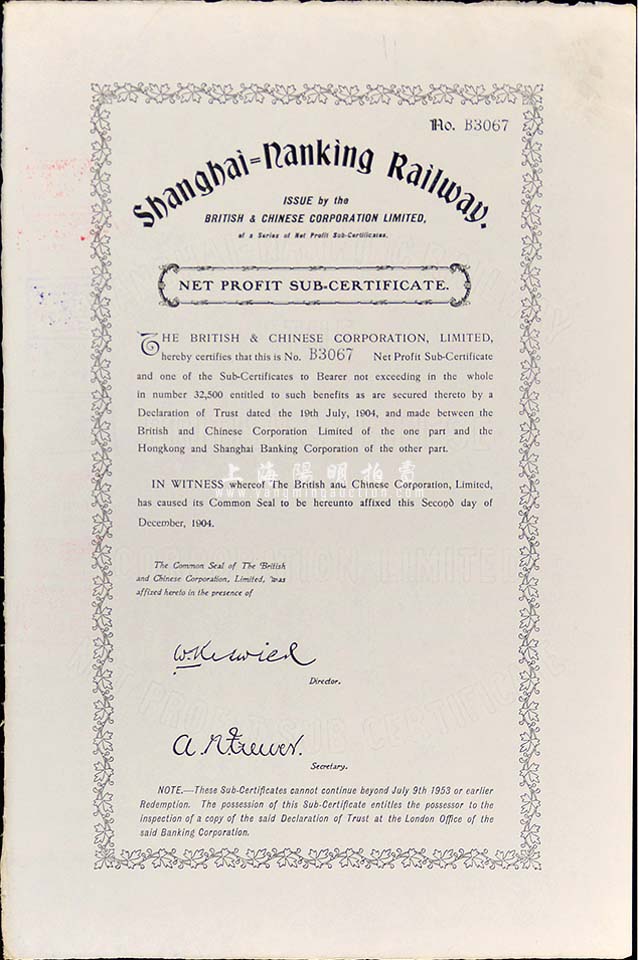 No. B3067
Shanghai=Nanking Railway.
ISSUE by the
BRITISH & CHINESE CORPORATION LIMITED,
of a Series of Net Profit Sub-Certificates.
NET PROFIT SUB-CERTIFICATE.
THE BRITISH & CHINESE CORPORATION, LIMITED,
hereby certifies that this is No. B3067 Net Profit Sub-Certificate
and one of the Sub-Certificates to Bearer not exceeding in the whole
in number 32,500 entitled to such benefits as are secured thereto by a
Declaration of Trust dated the 19th July, 1904, and made between the
British and Chinese Corporation Limited of the one part and the
Hongkong and Shanghai Banking Corporation of the other part.
上海陽明拍賣
www.yangmingauction.com
IN WITNESS whereof The British and Chinese Corporation, Limited,
has caused its Common Seal to be hereunto affixed this Second day of
December, 1904.
The Common Seal of The British
and Chinese Corporation, Limited, was
affixed hereto in the presence of
W Keswick
Director.
Secretary.
NOTE.—These Sub-Certificates cannot continue beyond July 9th 1953 or earlier
Redemption. The possession of this Sub-Certificate entitles the possessor to the
inspection of a copy of the said Declaration of Trust at the London Office of the
said Banking Corporation.